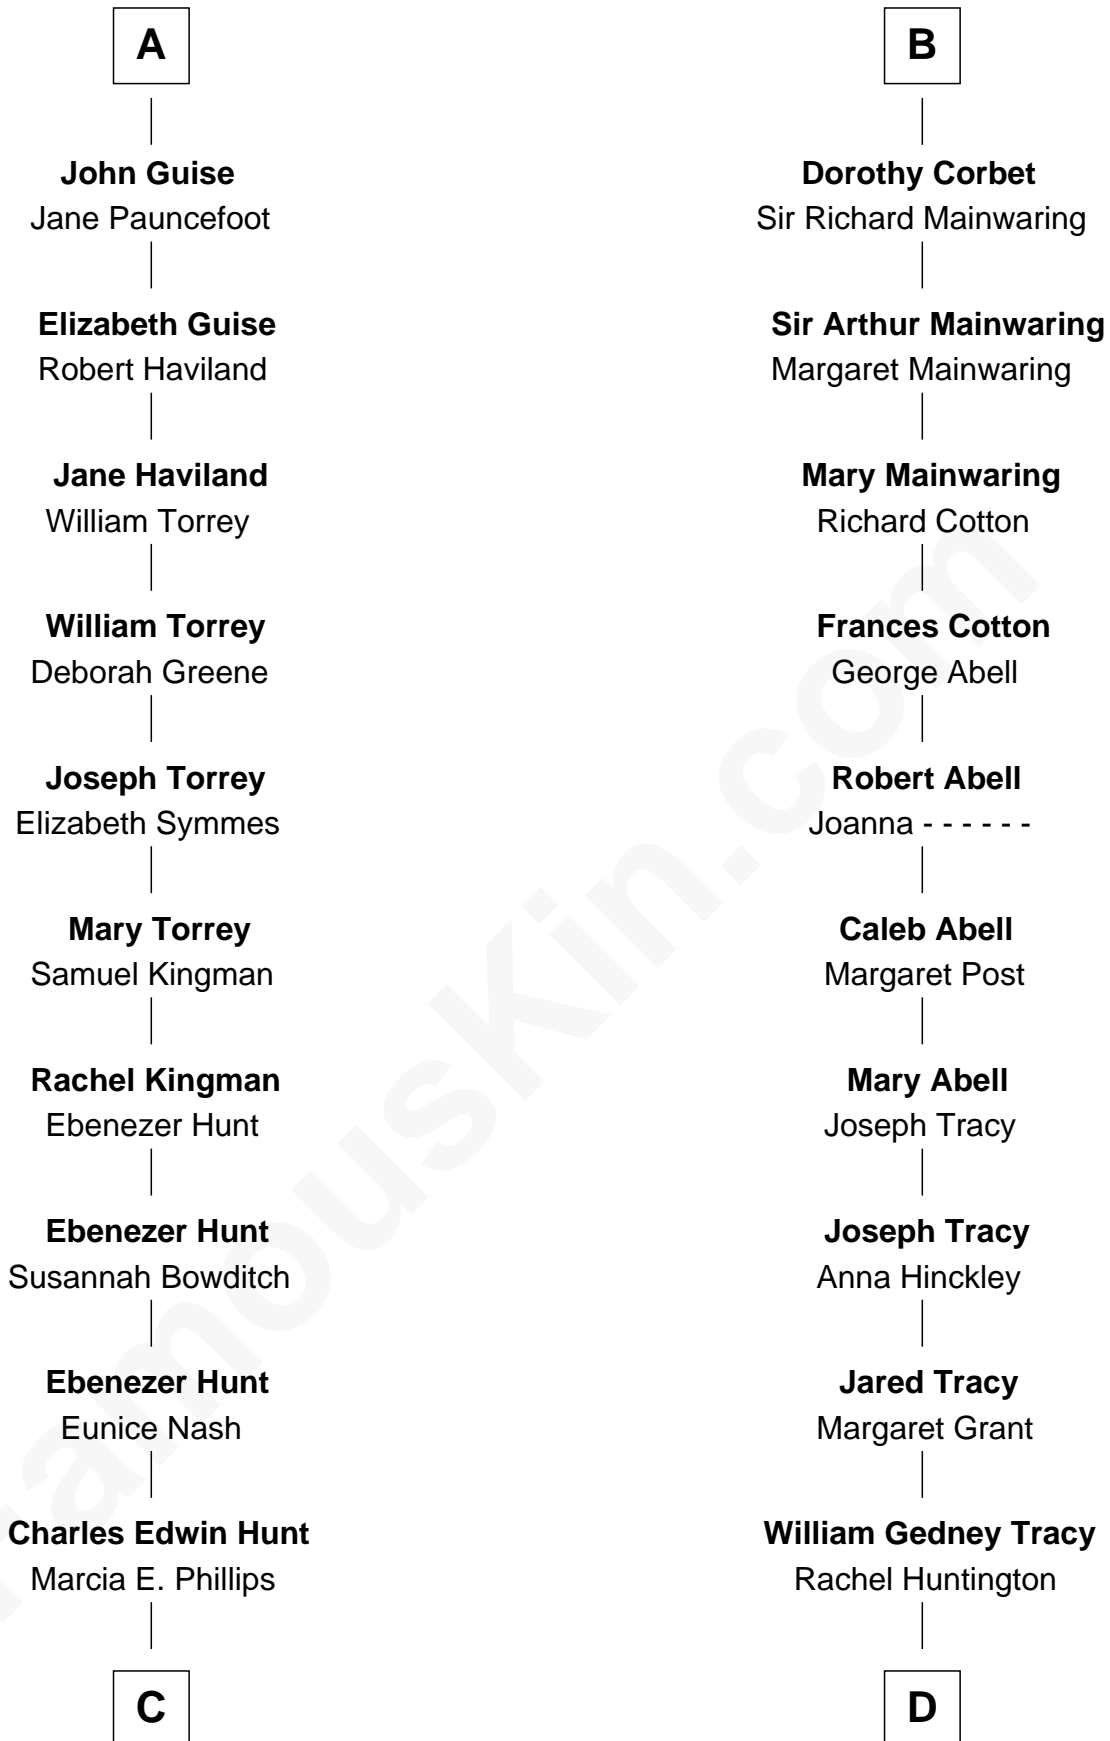 A
John Guise
Jane Pauncefoot
Elizabeth Guise
Robert Haviland
Jane Haviland
William Torrey
William Torrey
Deborah Greene
Joseph Torrey
Elizabeth Symmes
Mary Torrey
Samuel Kingman
Rachel Kingman
Ebenezer Hunt
Ebenezer Hunt
Susannah Bowditch
Ebenezer Hunt
Eunice Nash
Charles Edwin Hunt
Marcia E. Phillips
C
B
Dorothy Corbet
Sir Richard Mainwaring
Sir Arthur Mainwaring
Margaret Mainwaring
Mary Mainwaring
Richard Cotton
Frances Cotton
George Abell
Robert Abell
Joanna - - - - - -
Caleb Abell
Margaret Post
Mary Abell
Joseph Tracy
Joseph Tracy
Anna Hinckley
Jared Tracy
Margaret Grant
William Gedney Tracy
Rachel Huntington
D
FamousKin.com